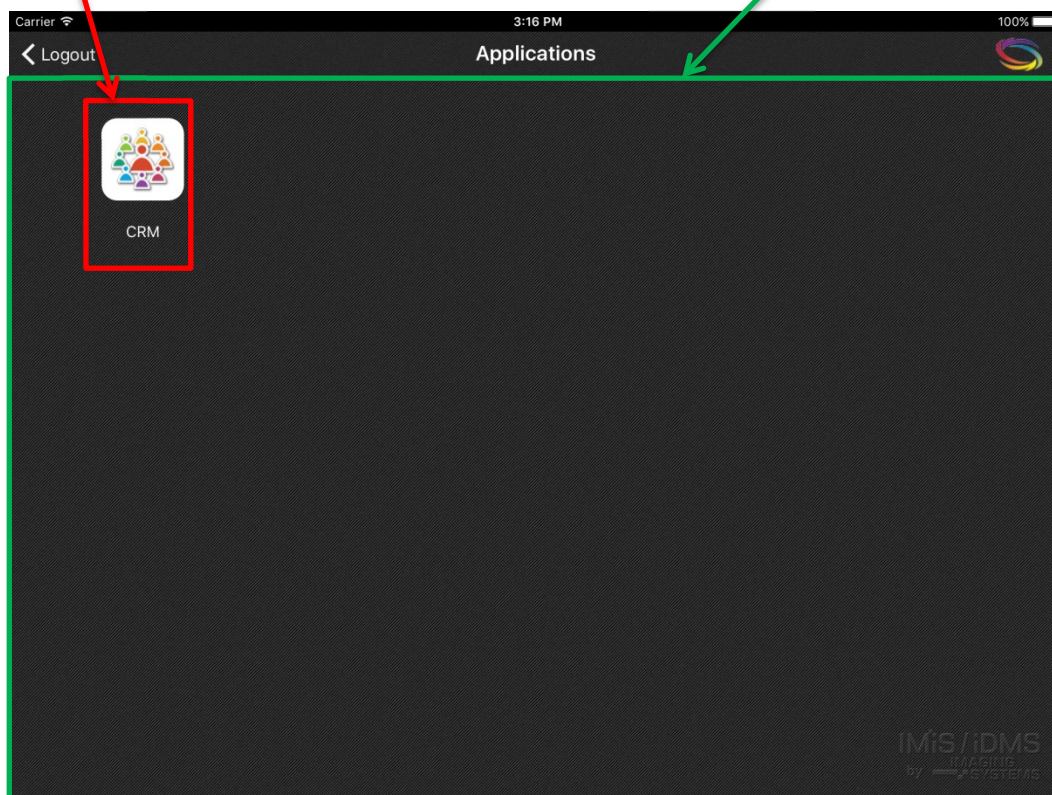 Carrier 3:16 PM 100%
Logout Applications
CRM
IMiS / iDMS
IMAGING
by SYSTEMS